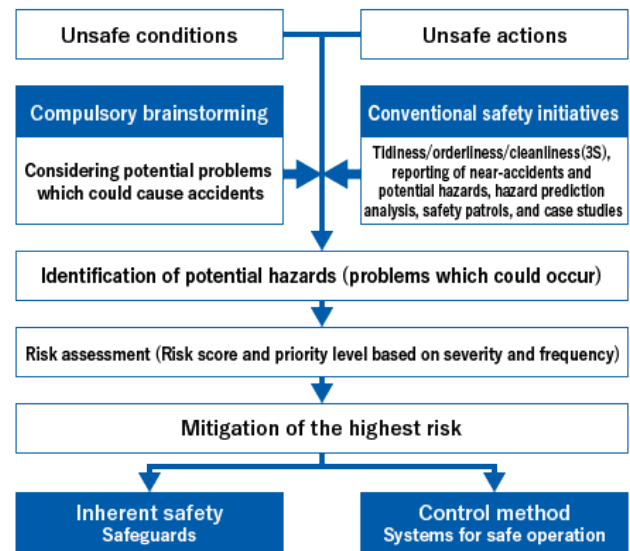 Unsafe conditions
Unsafe actions
Compulsory brainstorming
Considering potential problems
which could cause accidents
Conventional safety initiatives
Tidiness/orderliness/cleanliness(3S),
reporting of near-accidents and
potential hazards, hazard prediction
analysis, safety patrols, and case studies
Identification of potential hazards (problems which could occur)
Risk assessment (Risk score and priority level based on severity and frequency)
Mitigation of the highest risk
Inherent safety
Safeguards
Control method
Systems for safe operation